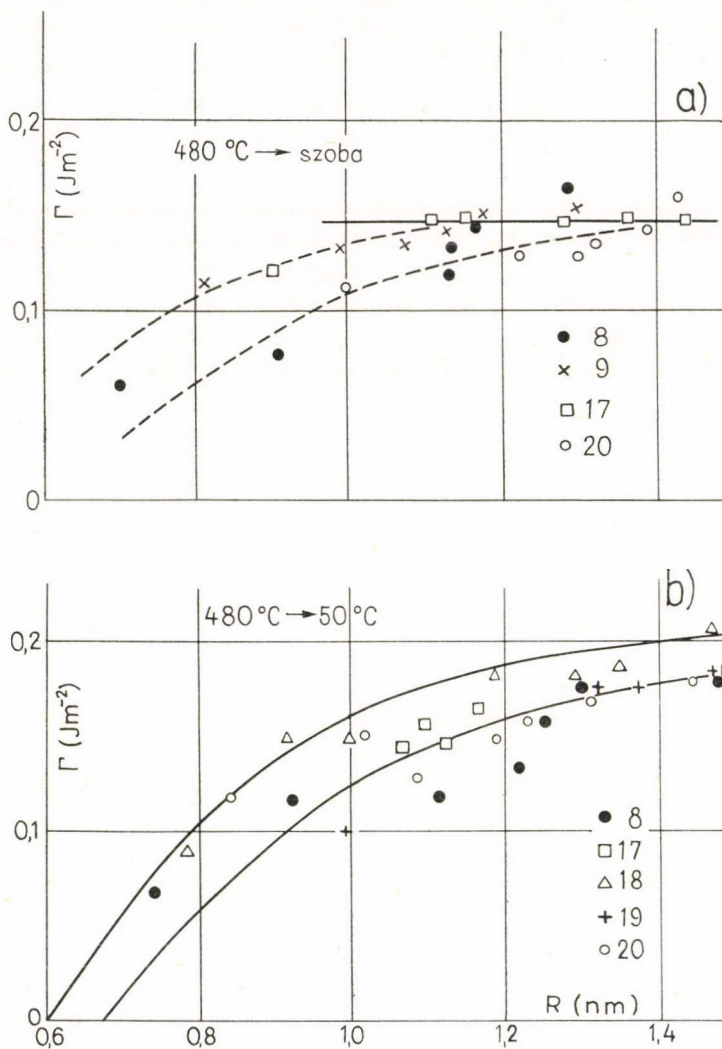 a)
0,2
Γ (Jm⁻²)
480 °C → szoba
0,1
8
9
17
20
0
b)
480 °C → 50 °C
0,2
Γ (Jm⁻²)
0,1
8
17
18
19
20
R (nm)
0
0,6 0,8 1,0 1,2 1,4